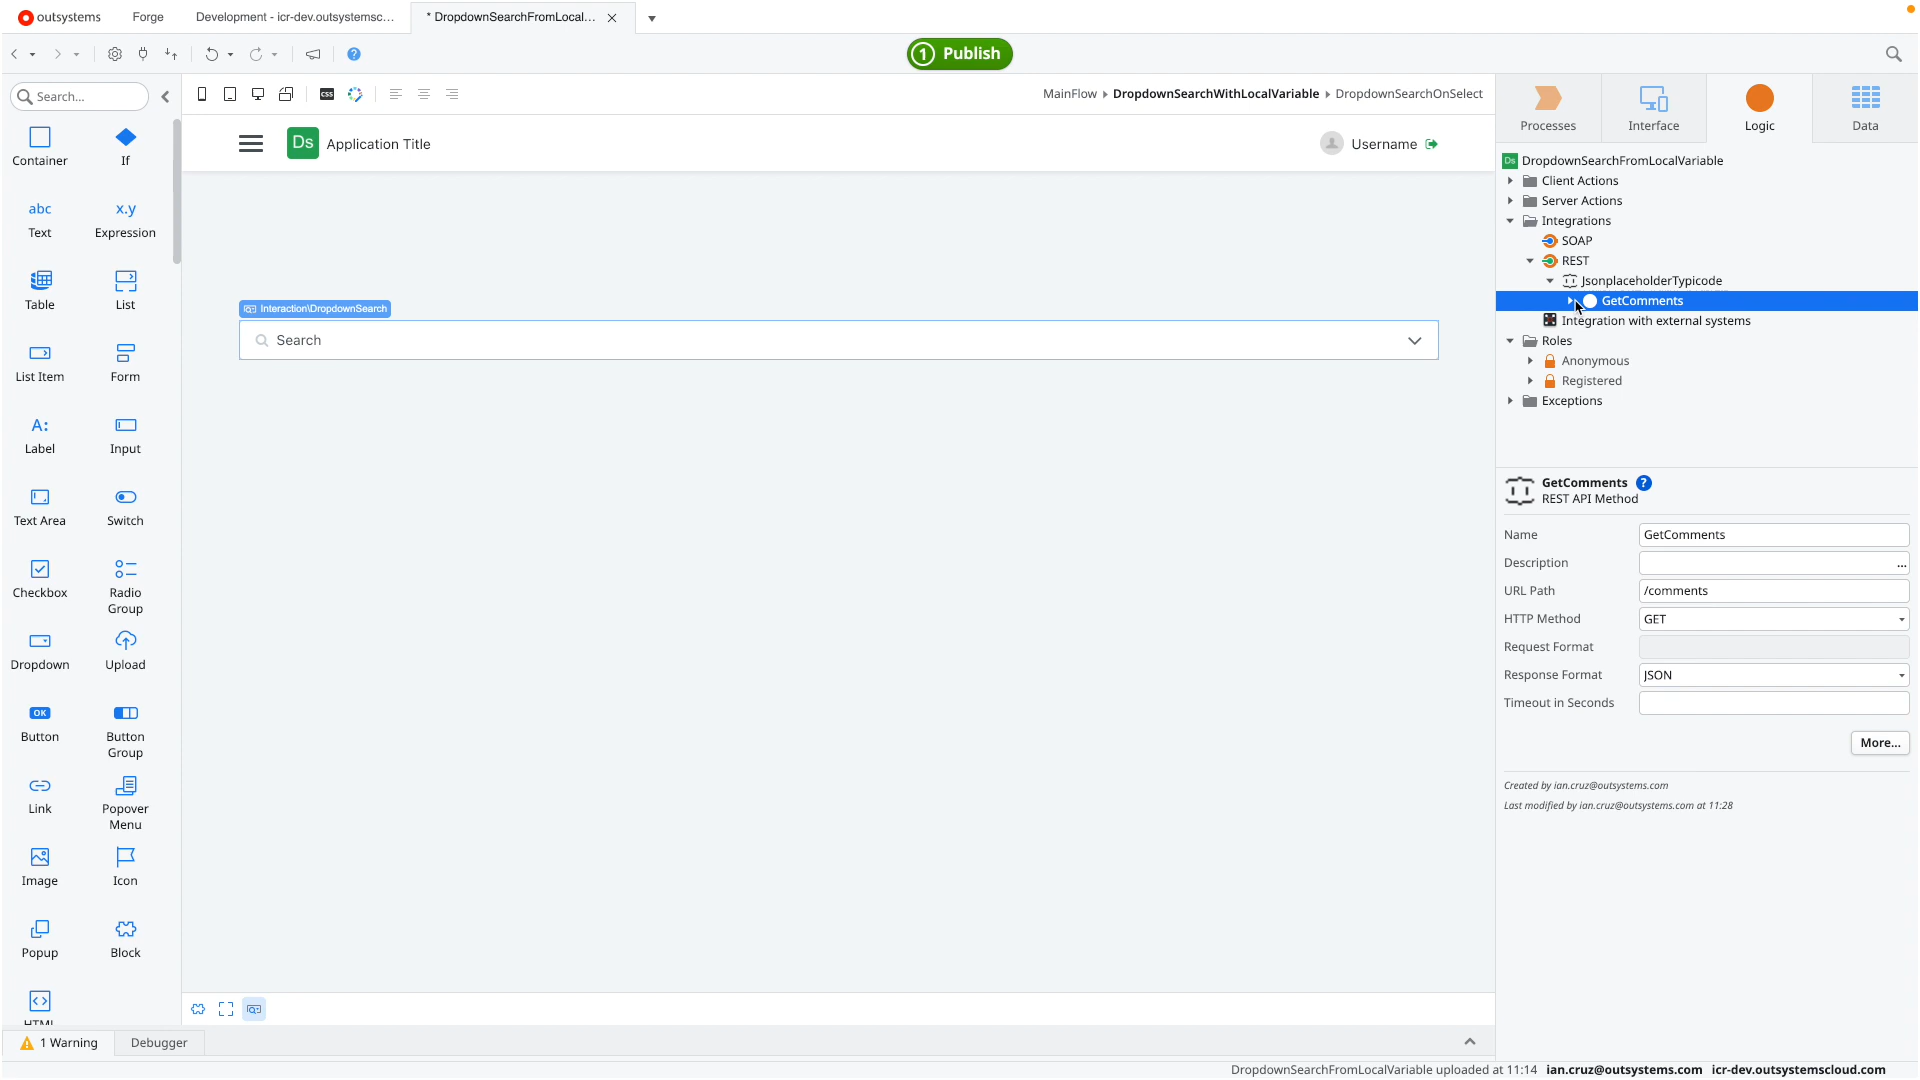 outsystems
Forge
Development - icr-dev.outsystemsc...
* DropdownSearchFromLocal...
1 Publish
Search...
css
MainFlow
DropdownSearchWithLocalVariable
DropdownSearchOnSelect
Processes
Interface
Logic
Data
Container
If
abc
Text
x.y
Expression
Table
List
List Item
Form
A:
Label
Input
Text Area
Switch
Checkbox
Radio
Group
Dropdown
Upload
OK
Button
Button
Group
Link
Popover
Menu
Image
Icon
Popup
Block
HTML
Ds Application Title
Username
Interaction\DropdownSearch
Search
Ds DropdownSearchFromLocalVariable
Client Actions
Server Actions
Integrations
SOAP
REST
JsonplaceholderTypicode
GetComments
Integration with external systems
Roles
Anonymous
Registered
Exceptions
GetComments ?
REST API Method
Name GetComments
Description ...
URL Path /comments
HTTP Method GET
Request Format
Response Format JSON
Timeout in Seconds
More...
Created by ian.cruz@outsystems.com
Last modified by ian.cruz@outsystems.com at 11:28
1 Warning
Debugger
DropdownSearchFromLocalVariable uploaded at 11:14 ian.cruz@outsystems.com icr-dev.outsystemscloud.com